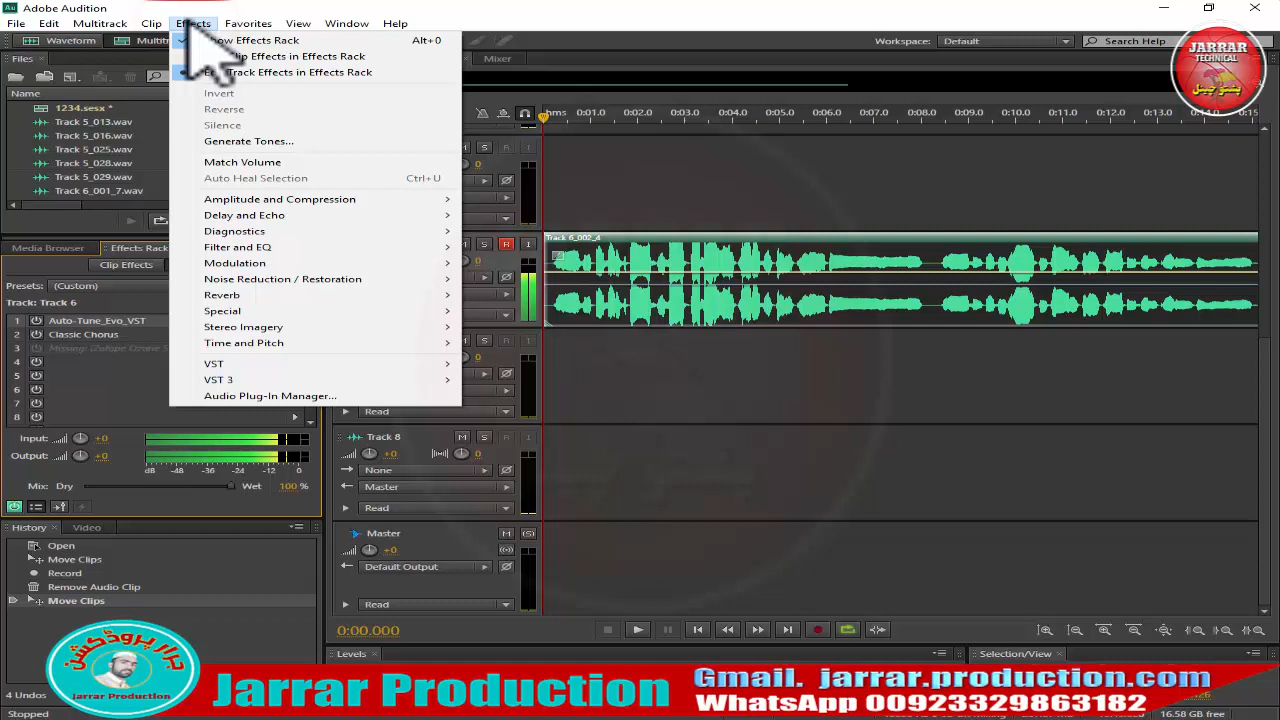 Adobe Audition
File Edit Multitrack Clip Effects Favorites View Window Help
Waveform
Workspace: Default Search Help
JARRAR
TECHNICAL
Files
Mixer
Name
1234.sesx *
Track 5_013.wav
Track 5_016.wav
Track 5_025.wav
Track 5_028.wav
Track 5_029.wav
Track 6_001_7.wav
Effects Rack Alt+0
Effects in Effects Rack
Track Effects in Effects Rack
Invert
Reverse
Silence
Generate Tones...
Match Volume
Auto Heal Selection Ctrl+U
Amplitude and Compression
Delay and Echo
Diagnostics
Filter and EQ
Modulation
Noise Reduction / Restoration
Reverb
Special
Stereo Imagery
Time and Pitch
VST
VST 3
Audio Plug-In Manager...
hms 0:01.0 0:02.0 0:03.0 0:04.0 0:05.0 0:06.0 0:07.0 0:08.0 0:09.0 0:10.0 0:11.0 0:12.0 0:13.0 0:15
Track 6_002_4
Media Browser Effects Rack
Clip Effects
Presets: (Custom)
Track: Track 6
1 Auto-Tune_Evo_VST
2 Classic Chorus
3
4
5
6
7
8
Input: +0
Output: +0
dB -48 -36 -24 -12 0
Mix: Dry Wet 100 %
S R I
0
M S R I
Read
Track 8 M S R I
+0 0
None
Master
Read
Master M (S)
+0
Default Output
Read
History Video
Open
Move Clips
Record
Remove Audio Clip
Move Clips
0:00.000
Levels
Selection/View
جرار پروڈکشن
Jarrar Production
Jarrar Production
Gmail. jarrar.production.com
WhatsApp 00923329863182
4 Undos
Stopped
16.58 GB free